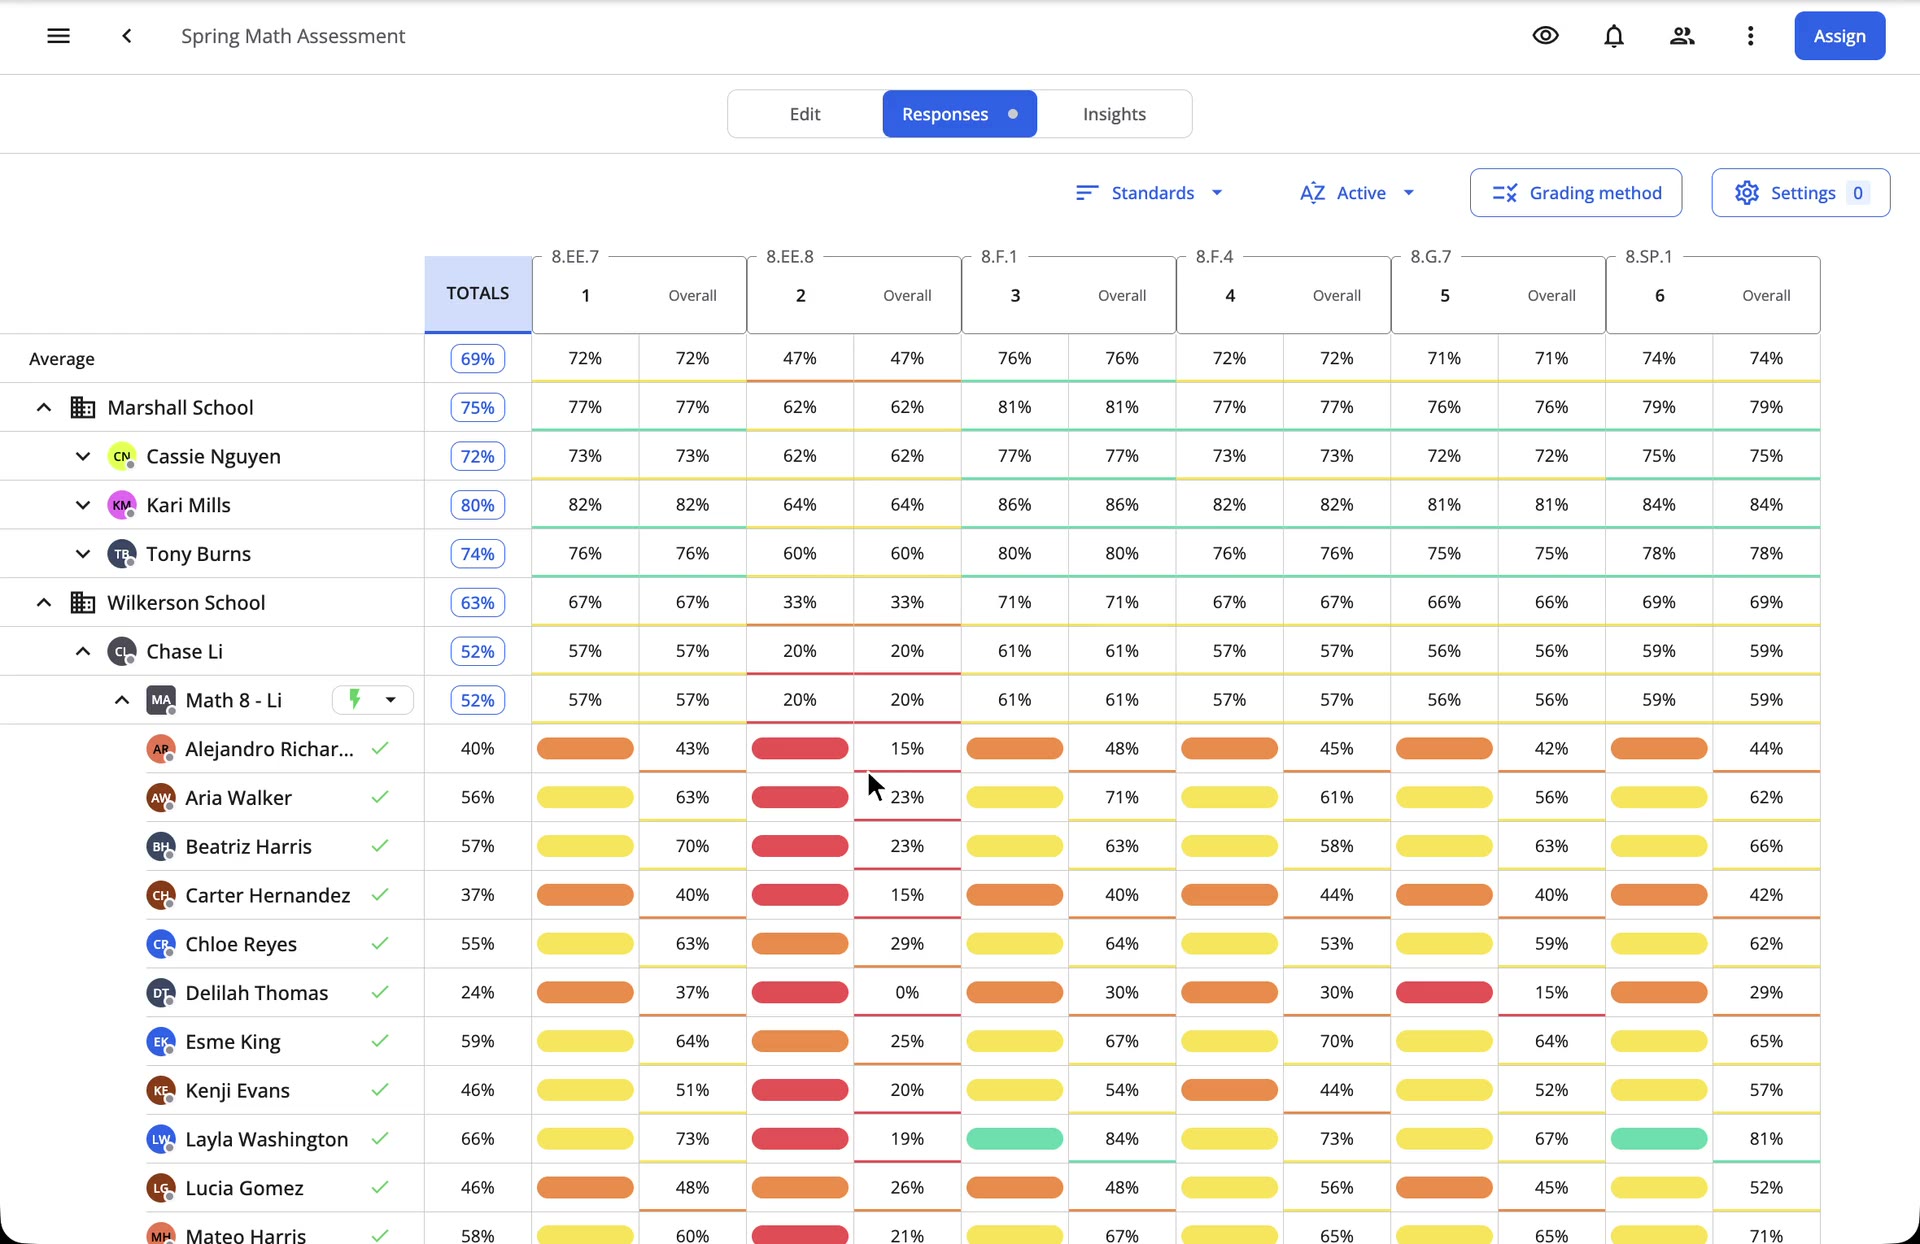 Spring Math Assessment
Assign
Edit Responses Insights
Standards AZ Active Grading method Settings 0
8.EE.7 8.EE.8 8.F.1 8.F.4 8.G.7 8.SP.1
TOTALS 1 Overall 2 Overall 3 Overall 4 Overall 5 Overall 6 Overall
Average 69% 72% 72% 47% 47% 76% 76% 72% 72% 71% 71% 74% 74%
Marshall School 75% 77% 77% 62% 62% 81% 81% 77% 77% 76% 76% 79% 79%
CN Cassie Nguyen 72% 73% 73% 62% 62% 77% 77% 73% 73% 72% 72% 75% 75%
KM Kari Mills 80% 82% 82% 64% 64% 86% 86% 82% 82% 81% 81% 84% 84%
TB Tony Burns 74% 76% 76% 60% 60% 80% 80% 76% 76% 75% 75% 78% 78%
Wilkerson School 63% 67% 67% 33% 33% 71% 71% 67% 67% 66% 66% 69% 69%
CL Chase Li 52% 57% 57% 20% 20% 61% 61% 57% 57% 56% 56% 59% 59%
MA Math 8 - Li 52% 57% 57% 20% 20% 61% 61% 57% 57% 56% 56% 59% 59%
AR Alejandro Richar... 40% 43% 15% 48% 45% 42% 44%
AW Aria Walker 56% 63% 23% 71% 61% 56% 62%
BH Beatriz Harris 57% 70% 23% 63% 58% 63% 66%
CH Carter Hernandez 37% 40% 15% 40% 44% 40% 42%
CR Chloe Reyes 55% 63% 29% 64% 53% 59% 62%
DT Delilah Thomas 24% 37% 0% 30% 30% 15% 29%
EK Esme King 59% 64% 25% 67% 70% 64% 65%
KE Kenji Evans 46% 51% 20% 54% 44% 52% 57%
LW Layla Washington 66% 73% 19% 84% 73% 67% 81%
LG Lucia Gomez 46% 48% 26% 48% 56% 45% 52%
MH Mateo Harris 58% 60% 21% 67% 65% 65% 71%